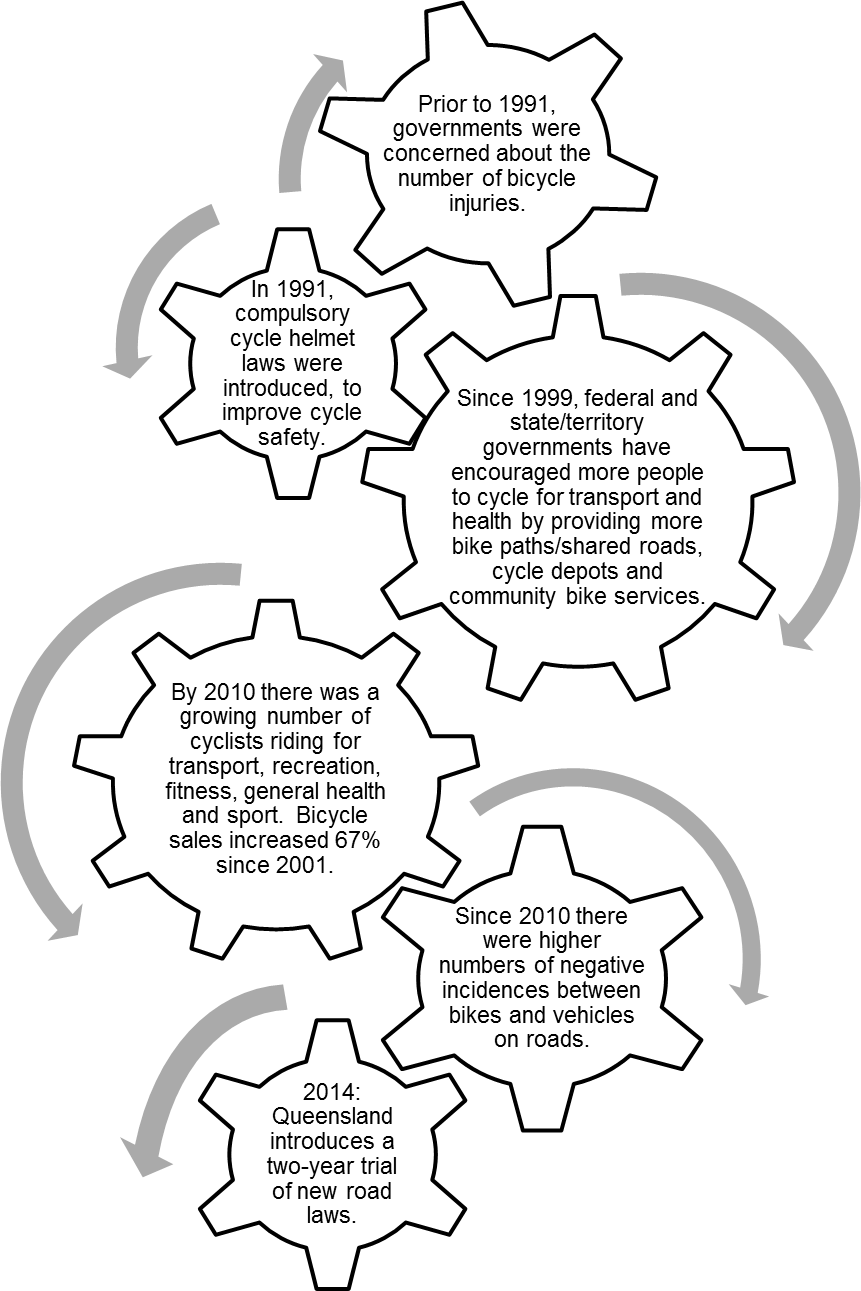 Prior to 1991,
governments were
concerned about the
number of bicycle
injuries.
In 1991,
compulsory
cycle helmet
laws were
introduced, to
improve cycle
safety.
Since 1999, federal and
state/territory
governments have
encouraged more people
to cycle for transport and
health by providing more
bike paths/shared roads,
cycle depots and
community bike services.
By 2010 there was a
growing number of
cyclists riding for
transport, recreation,
fitness, general health
and sport.  Bicycle
sales increased 67%
since 2001.
Since 2010 there
were higher
numbers of negative
incidences between
bikes and vehicles
on roads.
2014:
Queensland
introduces a
two-year trial
of new road
laws.